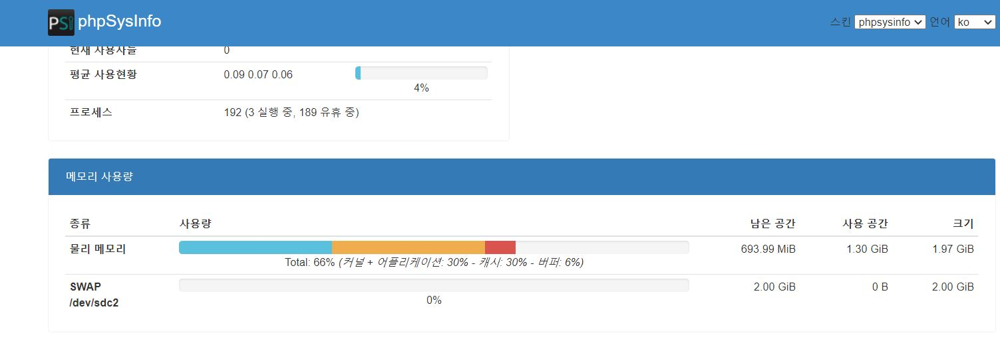 PSi phpSysInfo 스킨 phpsysinfo 언어 ko
현재 사용자들 0
평균 사용현황 0.09 0.07 0.06
4%
프로세스 192 (3 실행 중, 189 유휴 중)
메모리 사용량
종류 사용량 남은 공간 사용 공간 크기
물리 메모리 693.99 MiB 1.30 GiB 1.97 GiB
Total: 66% (커널 + 어플리케이션: 30% - 캐시: 30% - 버퍼: 6%)
SWAP 2.00 GiB 0 B 2.00 GiB
/dev/sdc2 0%